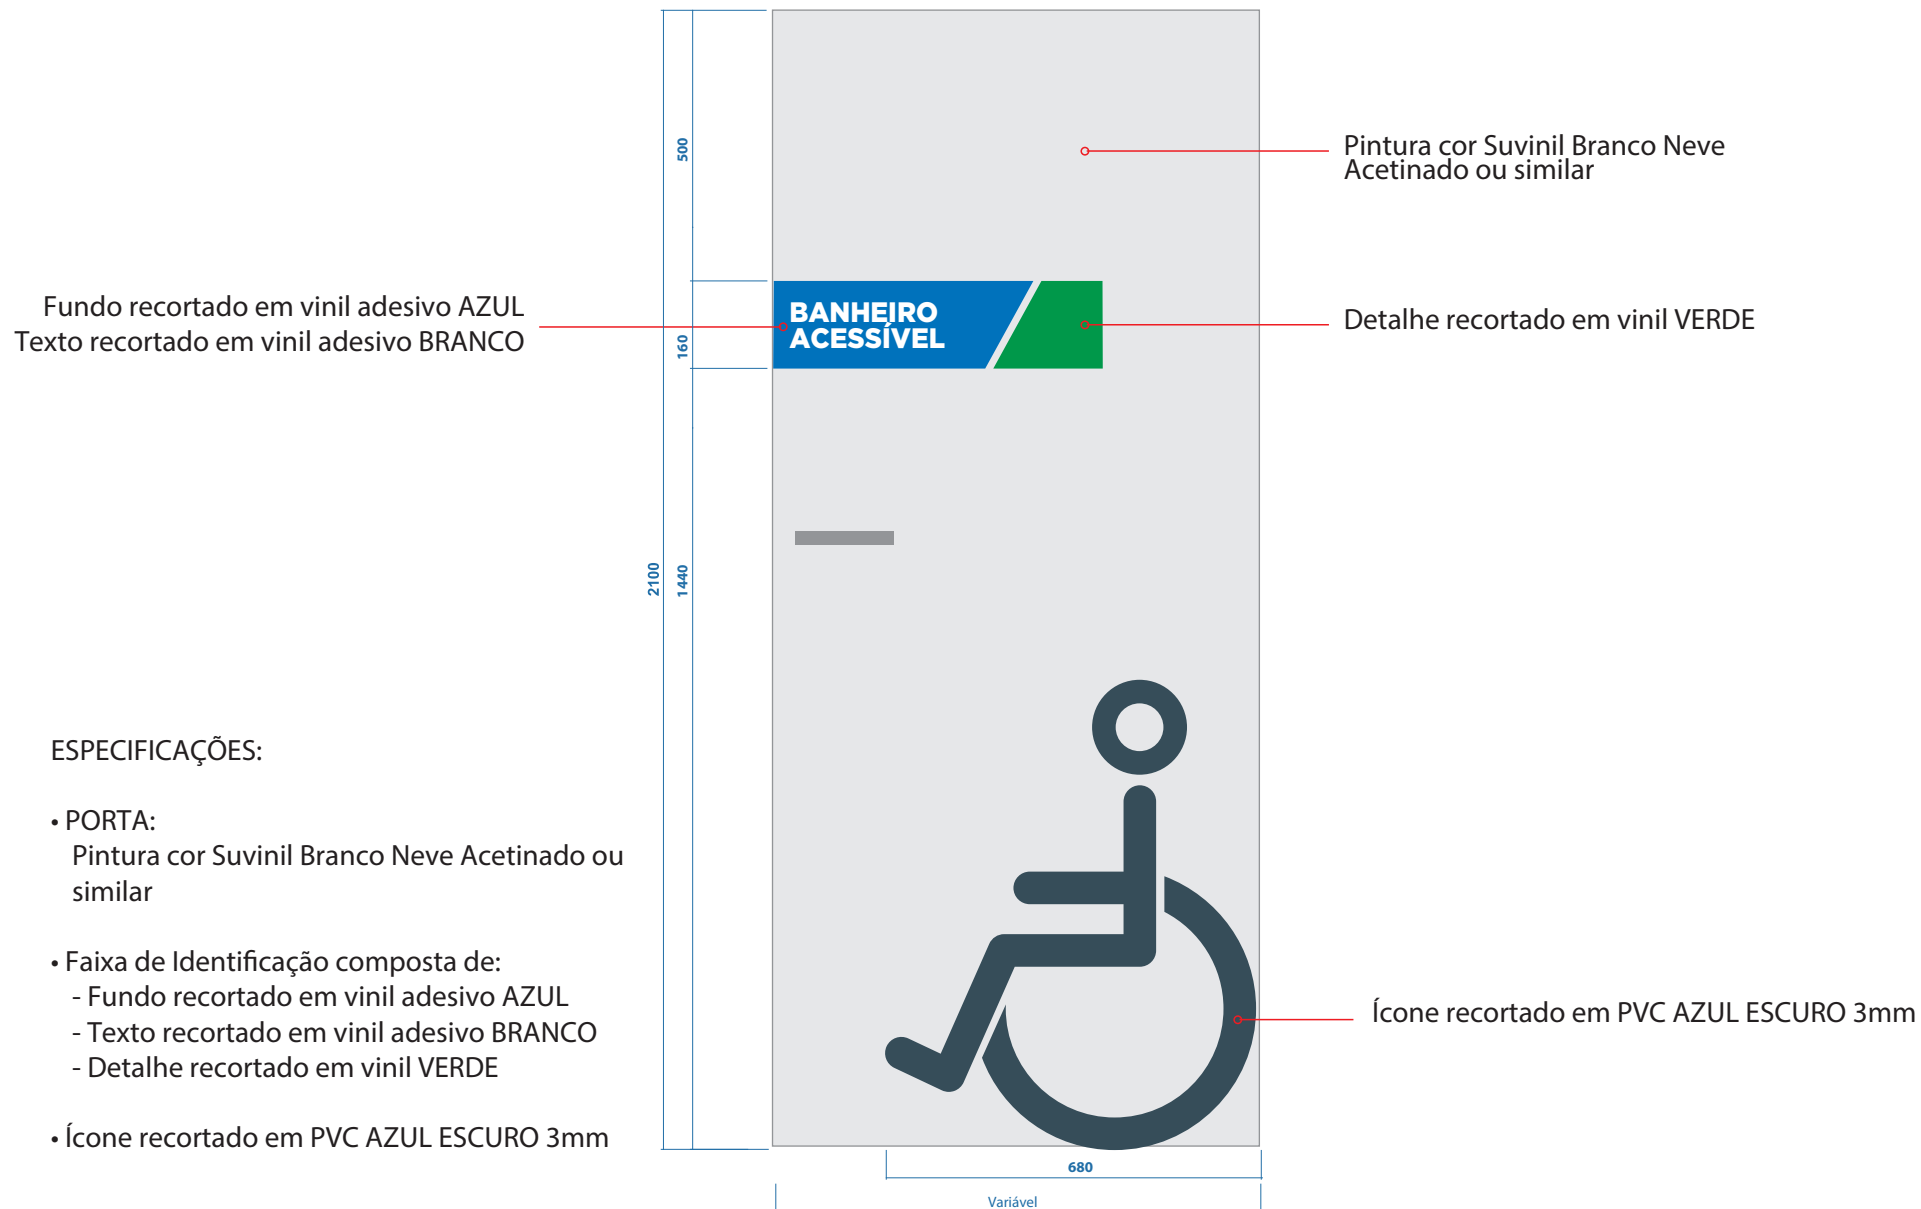 500
Pintura cor Suvinil Branco Neve
Acetinado ou similar
Fundo recortado em vinil adesivo AZUL
Texto recortado em vinil adesivo BRANCO
BANHEIRO
ACESSÍVEL
Detalhe recortado em vinil VERDE
160
2100
1440
ESPECIFICAÇÕES:
• PORTA:
Pintura cor Suvinil Branco Neve Acetinado ou
similar
• Faixa de Identificação composta de:
- Fundo recortado em vinil adesivo AZUL
- Texto recortado em vinil adesivo BRANCO
- Detalhe recortado em vinil VERDE
• Ícone recortado em PVC AZUL ESCURO 3mm
Ícone recortado em PVC AZUL ESCURO 3mm
680
Variável